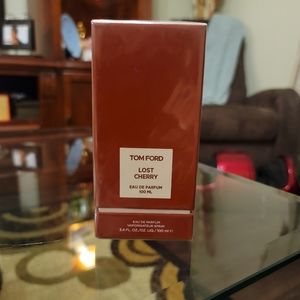 TOM FORD
LOST
CHERRY
EAU DE PARFUM
100 ML
EAU DE PARFUM
VAPORISATEUR SPRAY
3.4 FL. OZ./OZ. LIQ./100 ml ℮